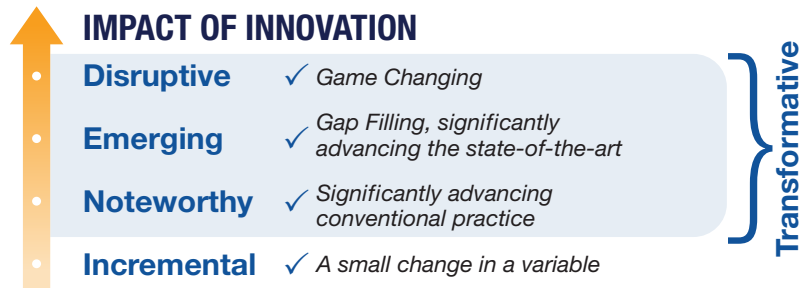 IMPACT OF INNOVATION
Disruptive ✓ Game Changing
Emerging ✓ Gap Filling, significantly
advancing the state-of-the-art
Noteworthy ✓ Significantly advancing
conventional practice
Incremental ✓ A small change in a variable
Transformative